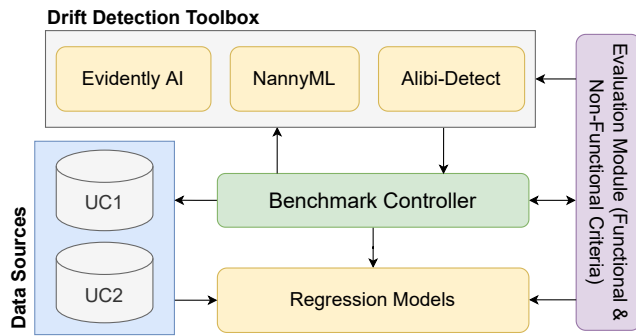 Drift Detection Toolbox
Evidently AI
NannyML
Alibi-Detect
Evaluation Module (Functional &
Non-Functional Criteria)
Data Sources
UC1
UC2
Benchmark Controller
Regression Models